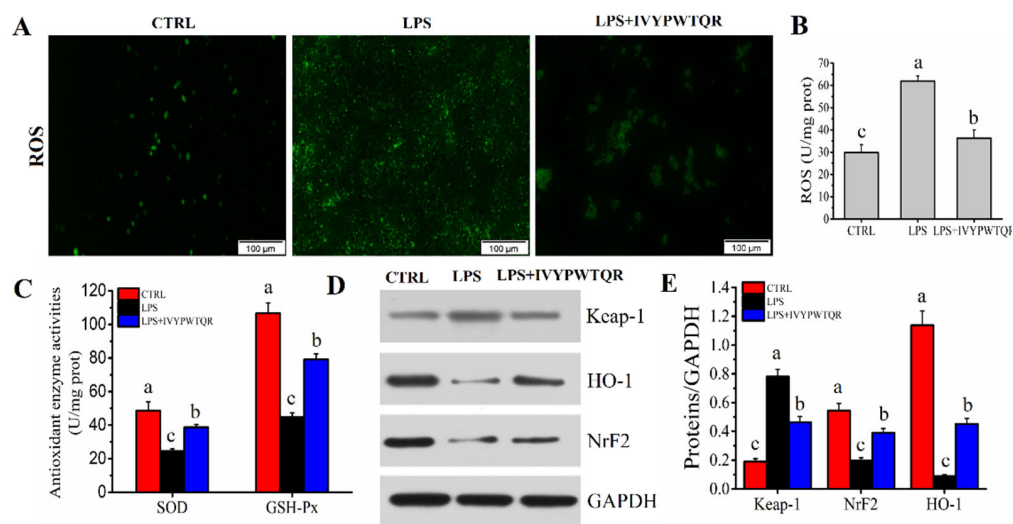 A
CTRL
LPS
LPS+IVYPWTQR
ROS
100 μm
100 μm
100 μm
B
ROS (U/mg prot)
70
60
50
40
30
20
10
0
c
a
b
CTRL
LPS
LPS+IVYPWTQR
C
Antioxidant enzyme activities
(U/mg prot)
120
100
80
60
40
20
0
CTRL
LPS
LPS+IVYPWTQR
a
c
b
a
c
b
SOD
GSH-Px
D
CTRL LPS LPS+IVYPWTQR
Keap-1
HO-1
NrF2
GAPDH
E
Proteins/GAPDH
1.4
1.2
1.0
0.8
0.6
0.4
0.2
0.0
CTRL
LPS
LPS+IVYPWTQR
c
a
b
a
c
b
a
c
b
Keap-1
NrF2
HO-1